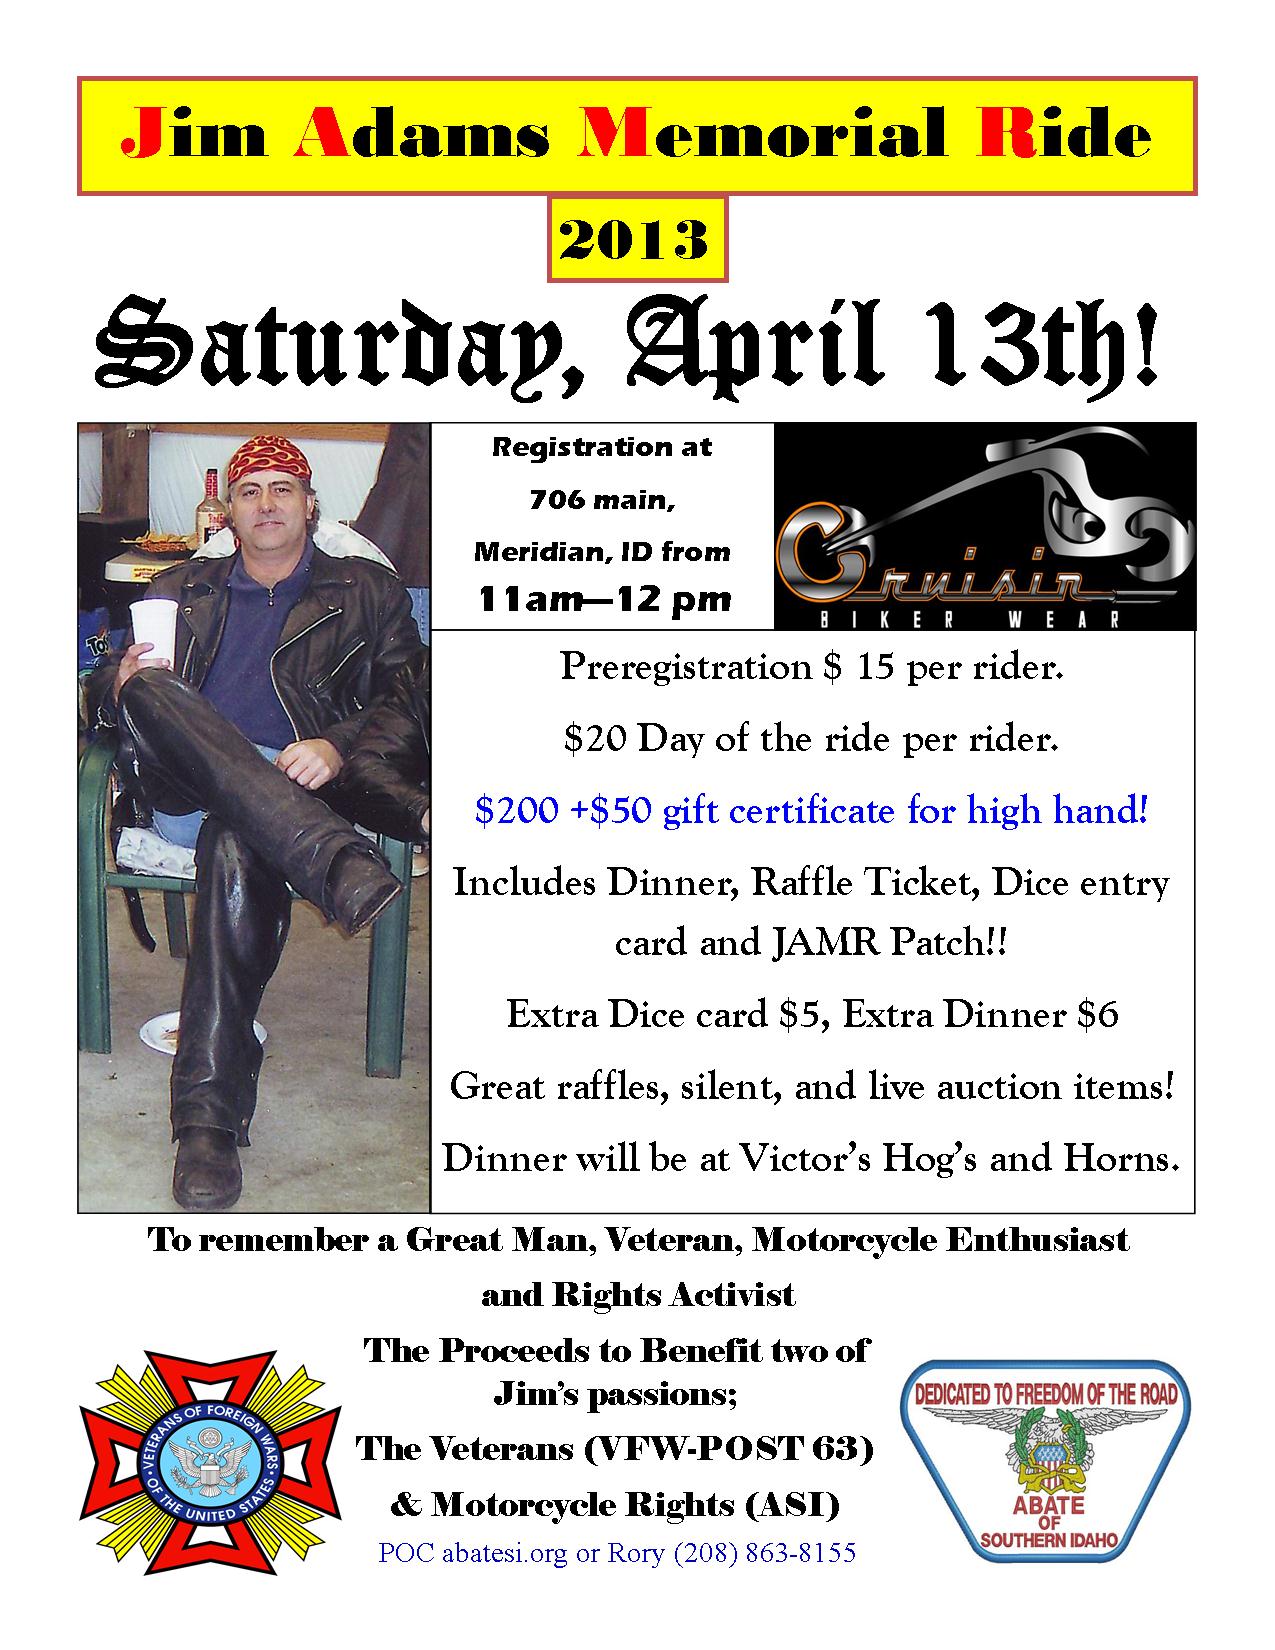 Jim Adams Memorial Ride
2013
Saturday, April 13th!
Registration at
706 main,
Meridian, ID from
11am—12 pm
Cruisin
BIKER WEAR
Preregistration $ 15 per rider.
$20 Day of the ride per rider.
$200 +$50 gift certificate for high hand!
Includes Dinner, Raffle Ticket, Dice entry
card and JAMR Patch!!
Extra Dice card $5, Extra Dinner $6
Great raffles, silent, and live auction items!
Dinner will be at Victor's Hog's and Horns.
To remember a Great Man, Veteran, Motorcycle Enthusiast
and Rights Activist
The Proceeds to Benefit two of
Jim's passions;
The Veterans (VFW-POST 63)
& Motorcycle Rights (ASI)
POC abatesi.org or Rory (208) 863-8155
VETERANS OF FOREIGN WARS
OF THE UNITED STATES
DEDICATED TO FREEDOM OF THE ROAD
ABATE
OF
SOUTHERN IDAHO